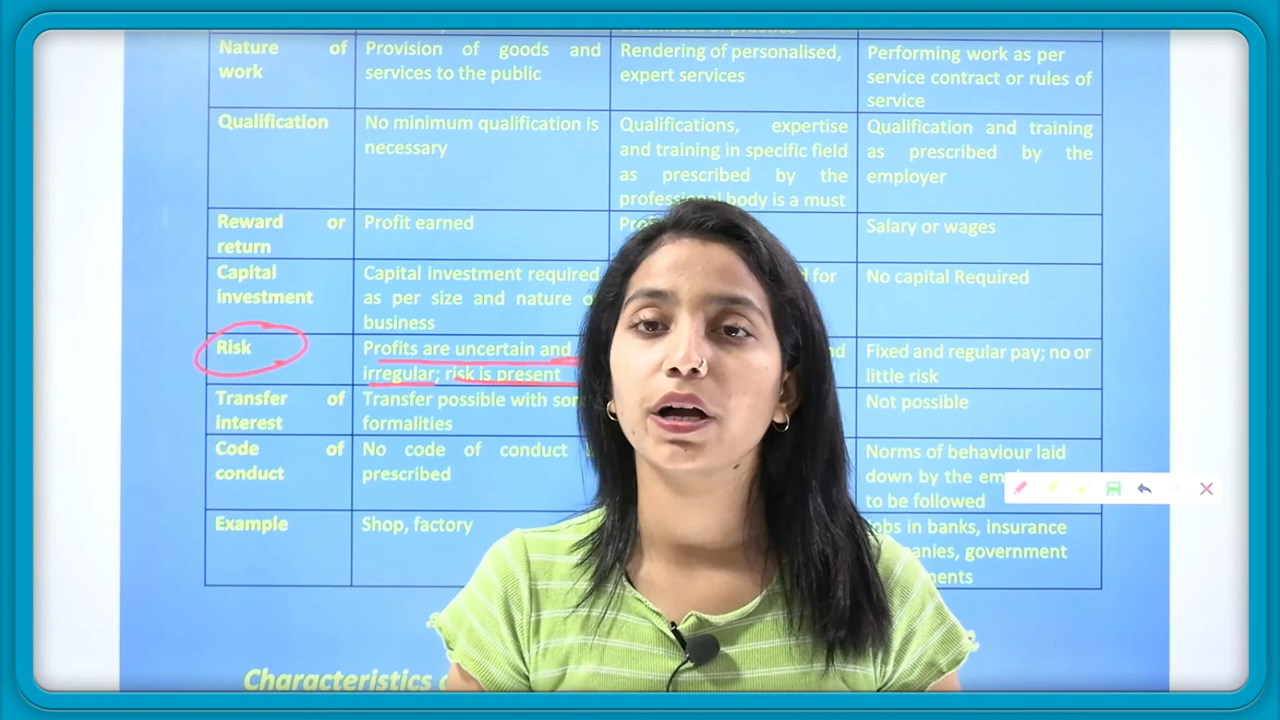 Nature of
work
Provision of goods and
services to the public
Rendering of personalised,
expert services
Performing work as per
service contract or rules of
service
Qualification
No minimum qualification is
necessary
Qualifications, expertise
and training in specific field
as prescribed by the
professional body is a must
Qualification and training
as prescribed by the
employer
Reward or
return
Profit earned
Salary or wages
Capital
investment
Capital investment required
as per size and nature
business
for
No capital Required
Risk
Profits are uncertain and
irregular; risk is present
Fixed and regular pay; no or
little risk
Transfer of
interest
Transfer possible with
formalities
Not possible
Code of
conduct
No code of conduct
prescribed
Norms of behaviour laid
down by the
to be followed
Example
Shop, factory
in banks, insurance
government
Characteristics